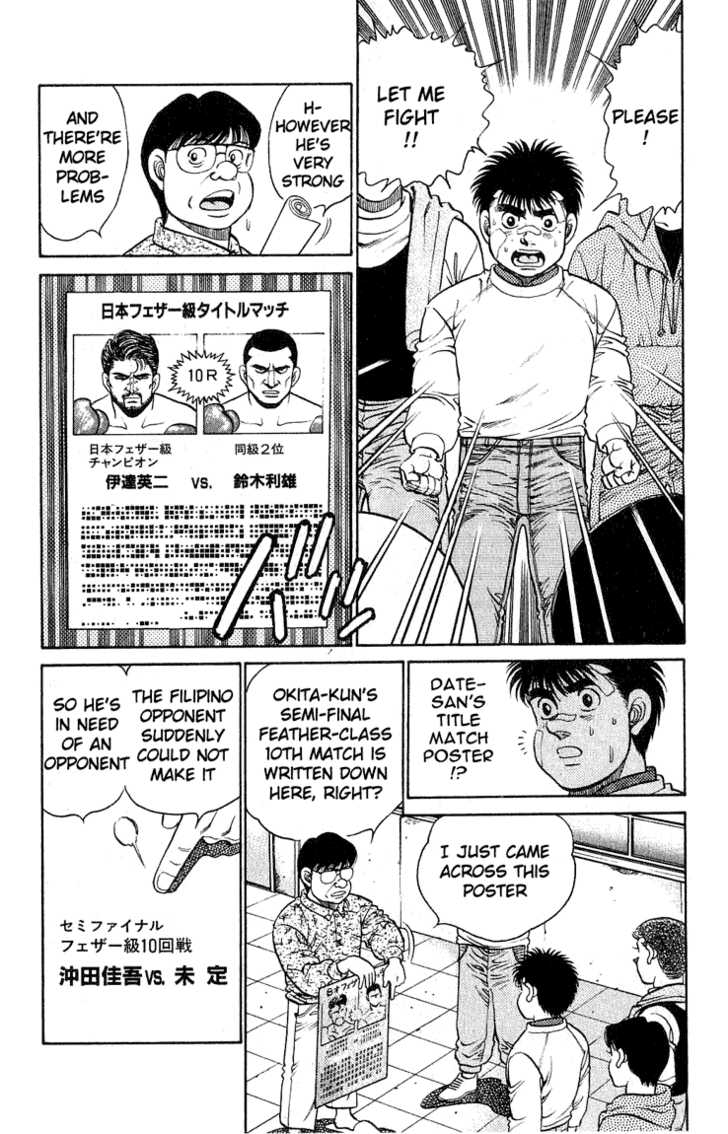 PLEASE
!
LET ME
FIGHT
!!
H-
HOWEVER
HE'S
VERY
STRONG
AND
THERE'RE
MORE
PROB-
LEMS
日本フェザー級タイトルマッチ
10R
日本フェザー級
チャンピオン
同級2位
伊達英二 VS. 鈴木利雄
バッ
DATE-
SAN'S
TITLE
MATCH
POSTER
!?
I JUST CAME
ACROSS THIS
POSTER
OKITA-KUN'S
SEMI-FINAL
FEATHER-CLASS
10TH MATCH IS
WRITTEN DOWN
HERE, RIGHT?
THE FILIPINO
OPPONENT
SUDDENLY
COULD NOT
MAKE IT
SO HE'S
IN NEED
OF AN
OPPONENT
セミファイナル
フェザー級10回戦
沖田佳吾 VS. 未定